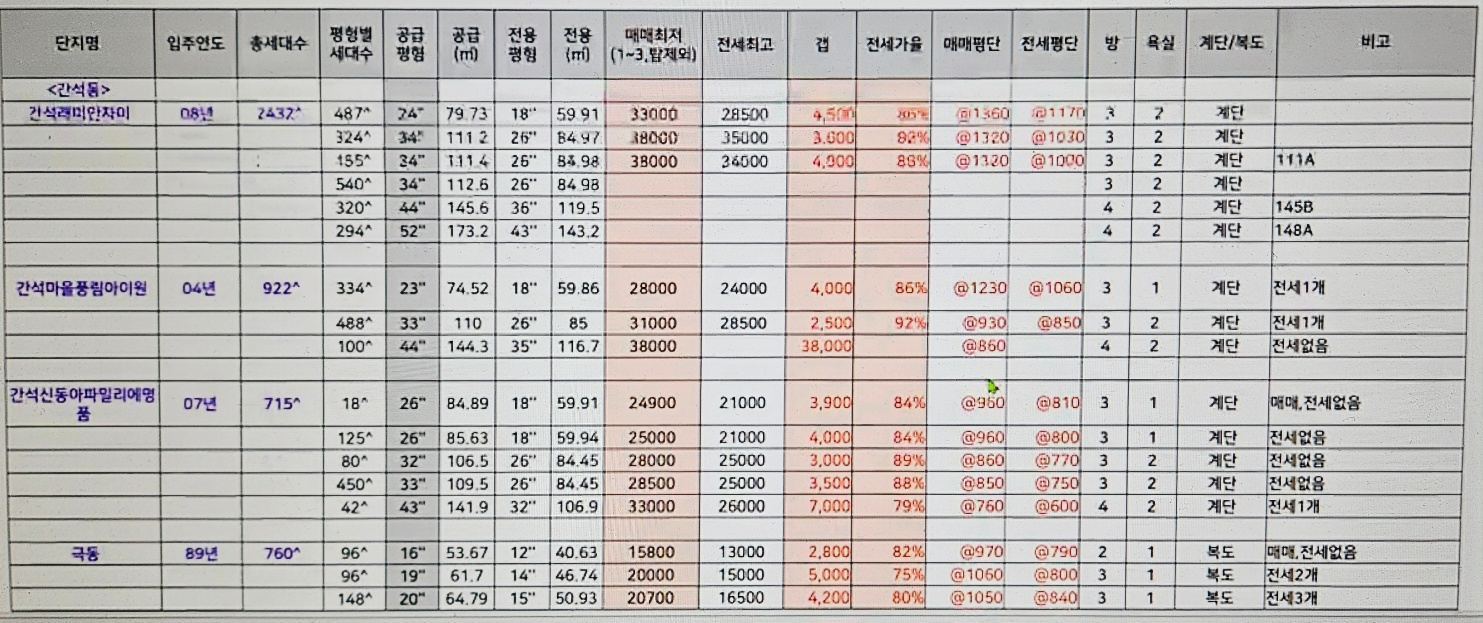 단지명 입주연도 총세대수 평형별 세대수 공급 평형 공급 (㎡) 전용 평형 전용 (㎡) 매매최저 (1~3,탑제외) 전세최고 갭 전세가율 매매평단 전세평단 방 욕실 계단/복도 비고
<간석동>
간석래미안자이 08년 2432^ 487^ 24" 79.73 18" 59.91 33000 28500 4,500 @1360 @1170 3 2 계단
324^ 34" 111.2 26" 84.97 38000 35000 3,000 @1320 @1030 3 2 계단
155^ 34" 111.4 26" 84.98 38000 34000 4,000 @1320 @1000 3 2 계단 111A
540^ 34" 112.6 26" 84.98 3 2 계단
320^ 44" 145.6 36" 119.5 4 2 계단 145B
294^ 52" 173.2 43" 143.2 4 2 계단 148A
간석마을풍림아이원 04년 922^ 334^ 23" 74.52 18" 59.86 28000 24000 4,000 86% @1230 @1060 3 1 계단 전세1개
488^ 33" 110 26" 85 31000 28500 2,500 92% @930 @850 3 2 계단 전세1개
100^ 44" 144.3 35" 116.7 38000 38,000 @860 4 2 계단 전세없음
간석신동아파밀리에명품 07년 715^ 18^ 26" 84.89 18" 59.91 24900 21000 3,900 84% @960 @810 3 1 계단 매매,전세없음
125^ 26" 85.63 18" 59.94 25000 21000 4,000 84% @960 @800 3 1 계단 전세없음
80^ 32" 106.5 26" 84.45 28000 25000 3,000 89% @860 @770 3 2 계단 전세없음
450^ 33" 109.5 26" 84.45 28500 25000 3,500 88% @850 @750 3 2 계단 전세없음
42^ 43" 141.9 32" 106.9 33000 26000 7,000 79% @760 @600 4 2 계단 전세1개
극동 89년 760^ 96^ 16" 53.67 12" 40.63 15800 13000 2,800 82% @970 @790 2 1 복도 매매,전세없음
96^ 19" 61.7 14" 46.74 20000 15000 5,000 75% @1060 @800 3 1 복도 전세2개
148^ 20" 64.79 15" 50.93 20700 16500 4,200 80% @1050 @840 3 1 복도 전세3개